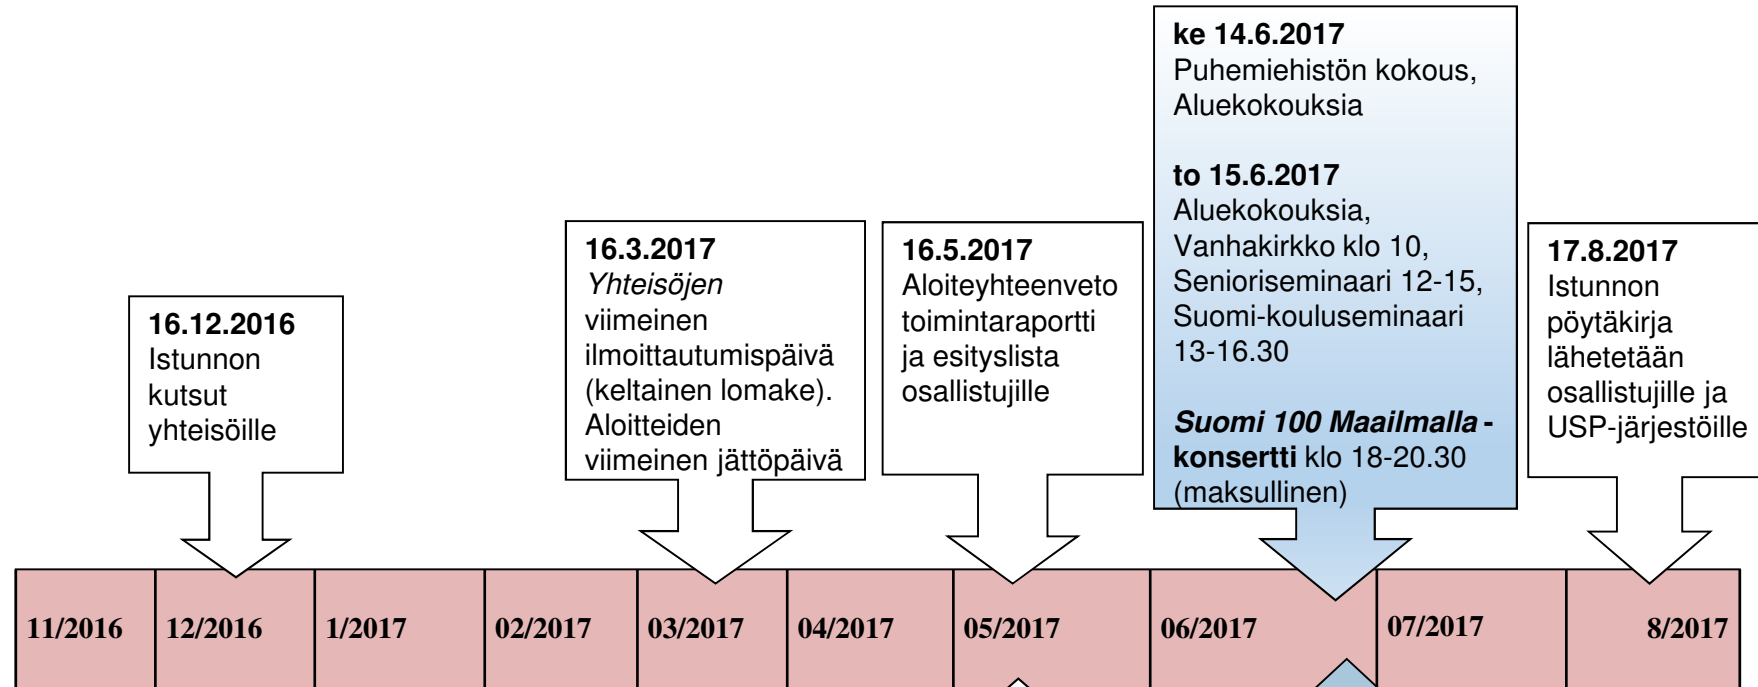 16.12.2016
Istunnon
kutsut
yhteisöille
16.3.2017
Yhteisöjen
viimeinen
ilmoittautumispäivä
(keltainen lomake).
Aloitteiden
viimeinen jättöpäivä
16.5.2017
Aloiteyhteenveto
toimintaraportti
ja esityslista
osallistujille
ke 14.6.2017
Puhemiehistön kokous,
Aluekokouksia
to 15.6.2017
Aluekokouksia,
Vanhakirkko klo 10,
Senioriseminaari 12-15,
Suomi-kouluseminaari
13-16.30
Suomi 100 Maailmalla -
konsertti klo 18-20.30
(maksullinen)
17.8.2017
Istunnon
pöytäkirja
lähetetään
osallistujille ja
USP-järjestöille
11/2016 12/2016 1/2017 02/2017 03/2017 04/2017 05/2017 06/2017 07/2017 8/2017